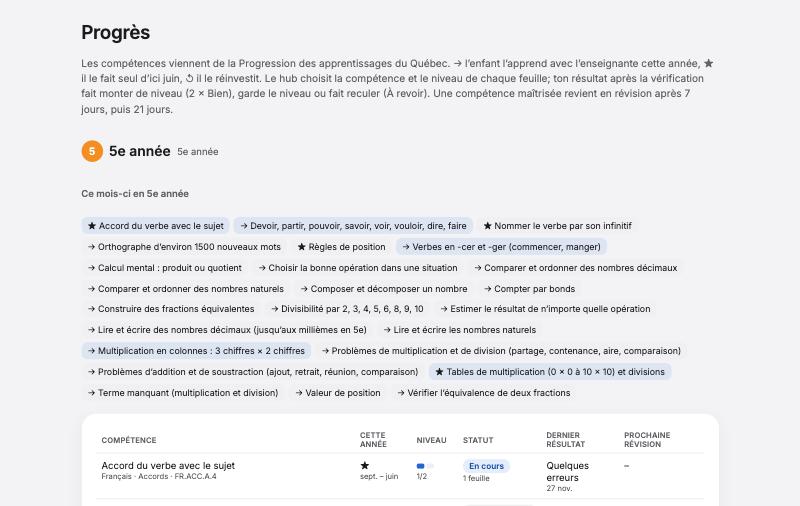 Progrès
Les compétences viennent de la Progression des apprentissages du Québec. → l'enfant l'apprend avec l'enseignante cette année, ★
il le fait seul d'ici juin, ↺ il le réinvestit. Le hub choisit la compétence et le niveau de chaque feuille; ton résultat après la vérification
fait monter de niveau (2 × Bien), garde le niveau ou fait reculer (À revoir). Une compétence maîtrisée revient en révision après 7
jours, puis 21 jours.
5 5e année 5e année
Ce mois-ci en 5e année
★ Accord du verbe avec le sujet → Devoir, partir, pouvoir, savoir, voir, vouloir, dire, faire ★ Nommer le verbe par son infinitif
→ Orthographe d'environ 1500 nouveaux mots ★ Règles de position → Verbes en -cer et -ger (commencer, manger)
→ Calcul mental : produit ou quotient → Choisir la bonne opération dans une situation → Comparer et ordonner des nombres décimaux
→ Comparer et ordonner des nombres naturels → Composer et décomposer un nombre → Compter par bonds
→ Construire des fractions équivalentes → Divisibilité par 2, 3, 4, 5, 6, 8, 9, 10 → Estimer le résultat de n'importe quelle opération
→ Lire et écrire des nombres décimaux (jusqu'aux millièmes en 5e) → Lire et écrire les nombres naturels
→ Multiplication en colonnes : 3 chiffres × 2 chiffres → Problèmes de multiplication et de division (partage, contenance, aire, comparaison)
→ Problèmes d'addition et de soustraction (ajout, retrait, réunion, comparaison) ★ Tables de multiplication (0 × 0 à 10 × 10) et divisions
→ Terme manquant (multiplication et division) → Valeur de position → Vérifier l'équivalence de deux fractions
COMPÉTENCE CETTE ANNÉE NIVEAU STATUT DERNIER RÉSULTAT PROCHAINE RÉVISION
Accord du verbe avec le sujet ★ En cours Quelques erreurs –
Français · Accords · FR.ACC.A.4 sept. – juin 1/2 1 feuille 27 nov.